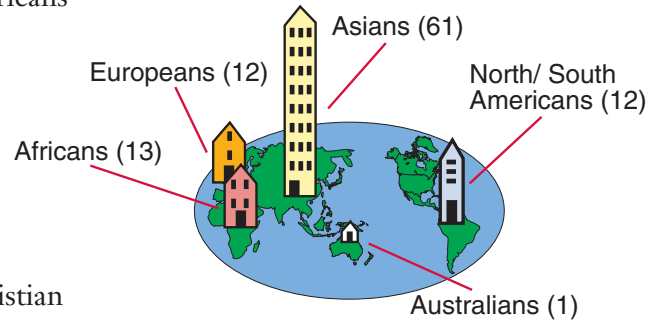 Asians (61)
Europeans (12)
North/ South
Americans (12)
Africans (13)
Australians (1)